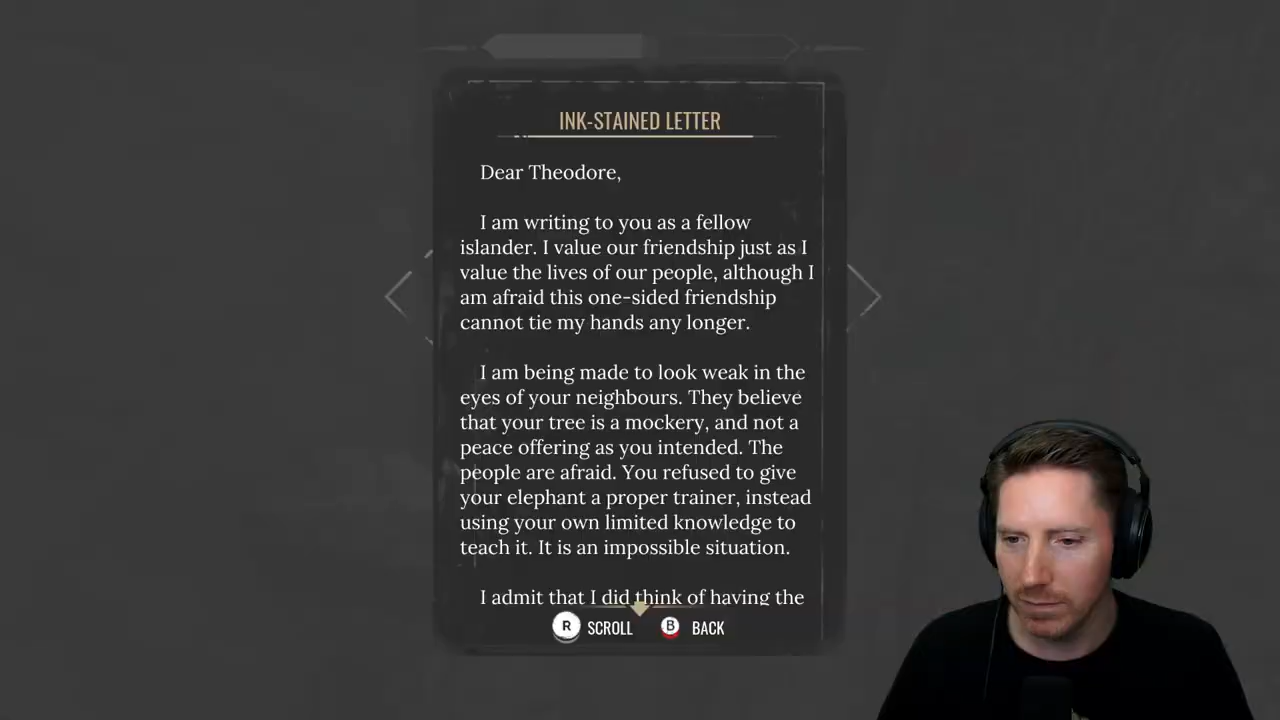 INK-STAINED LETTER
Dear Theodore,
I am writing to you as a fellow
islander. I value our friendship just as I
value the lives of our people, although I
am afraid this one-sided friendship
cannot tie my hands any longer.
I am being made to look weak in the
eyes of your neighbours. They believe
that your tree is a mockery, and not a
peace offering as you intended. The
people are afraid. You refused to give
your elephant a proper trainer, instead
using your own limited knowledge to
teach it. It is an impossible situation.
I admit that I did think of having the
R SCROLL B BACK